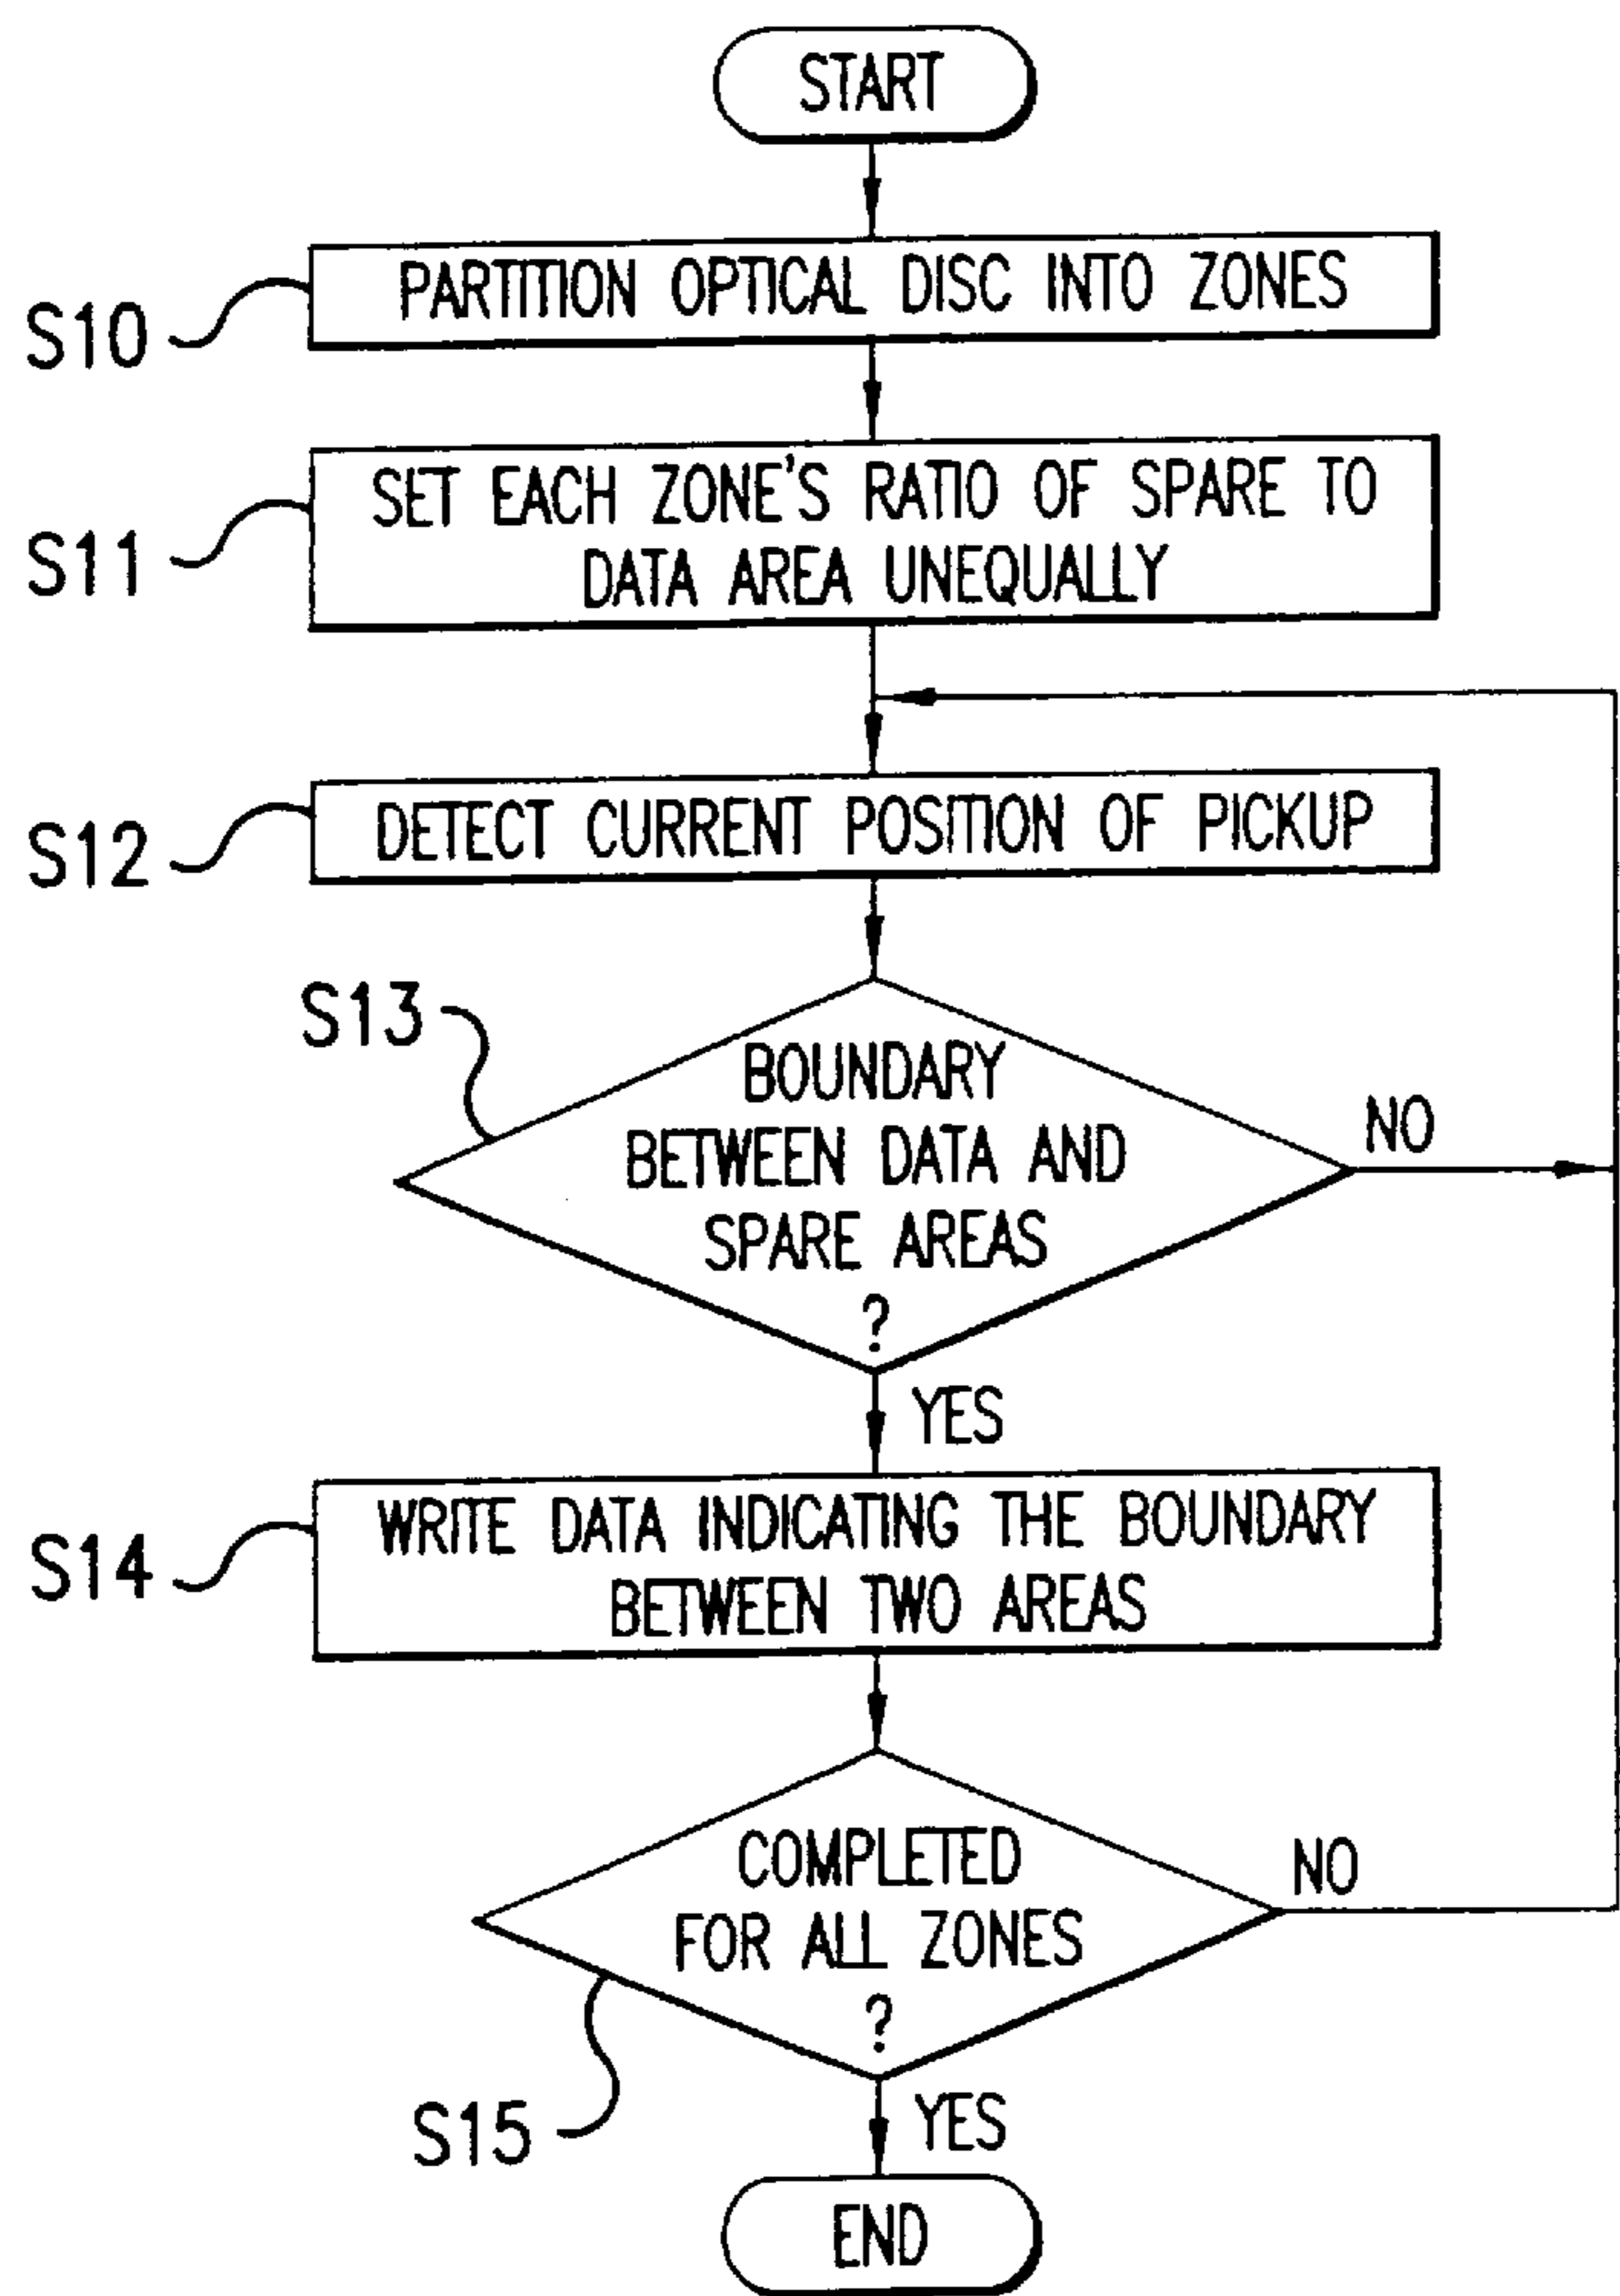 START
S10
PARTITION OPTICAL DISC INTO ZONES
S11
SET EACH ZONE'S RATIO OF SPARE TO
DATA AREA UNEQUALLY
S12
DETECT CURRENT POSITION OF PICKUP
S13
BOUNDARY
BETWEEN DATA AND
SPARE AREAS
?
NO
YES
S14
WRITE DATA INDICATING THE BOUNDARY
BETWEEN TWO AREAS
COMPLETED
FOR ALL ZONES
?
NO
S15
YES
END